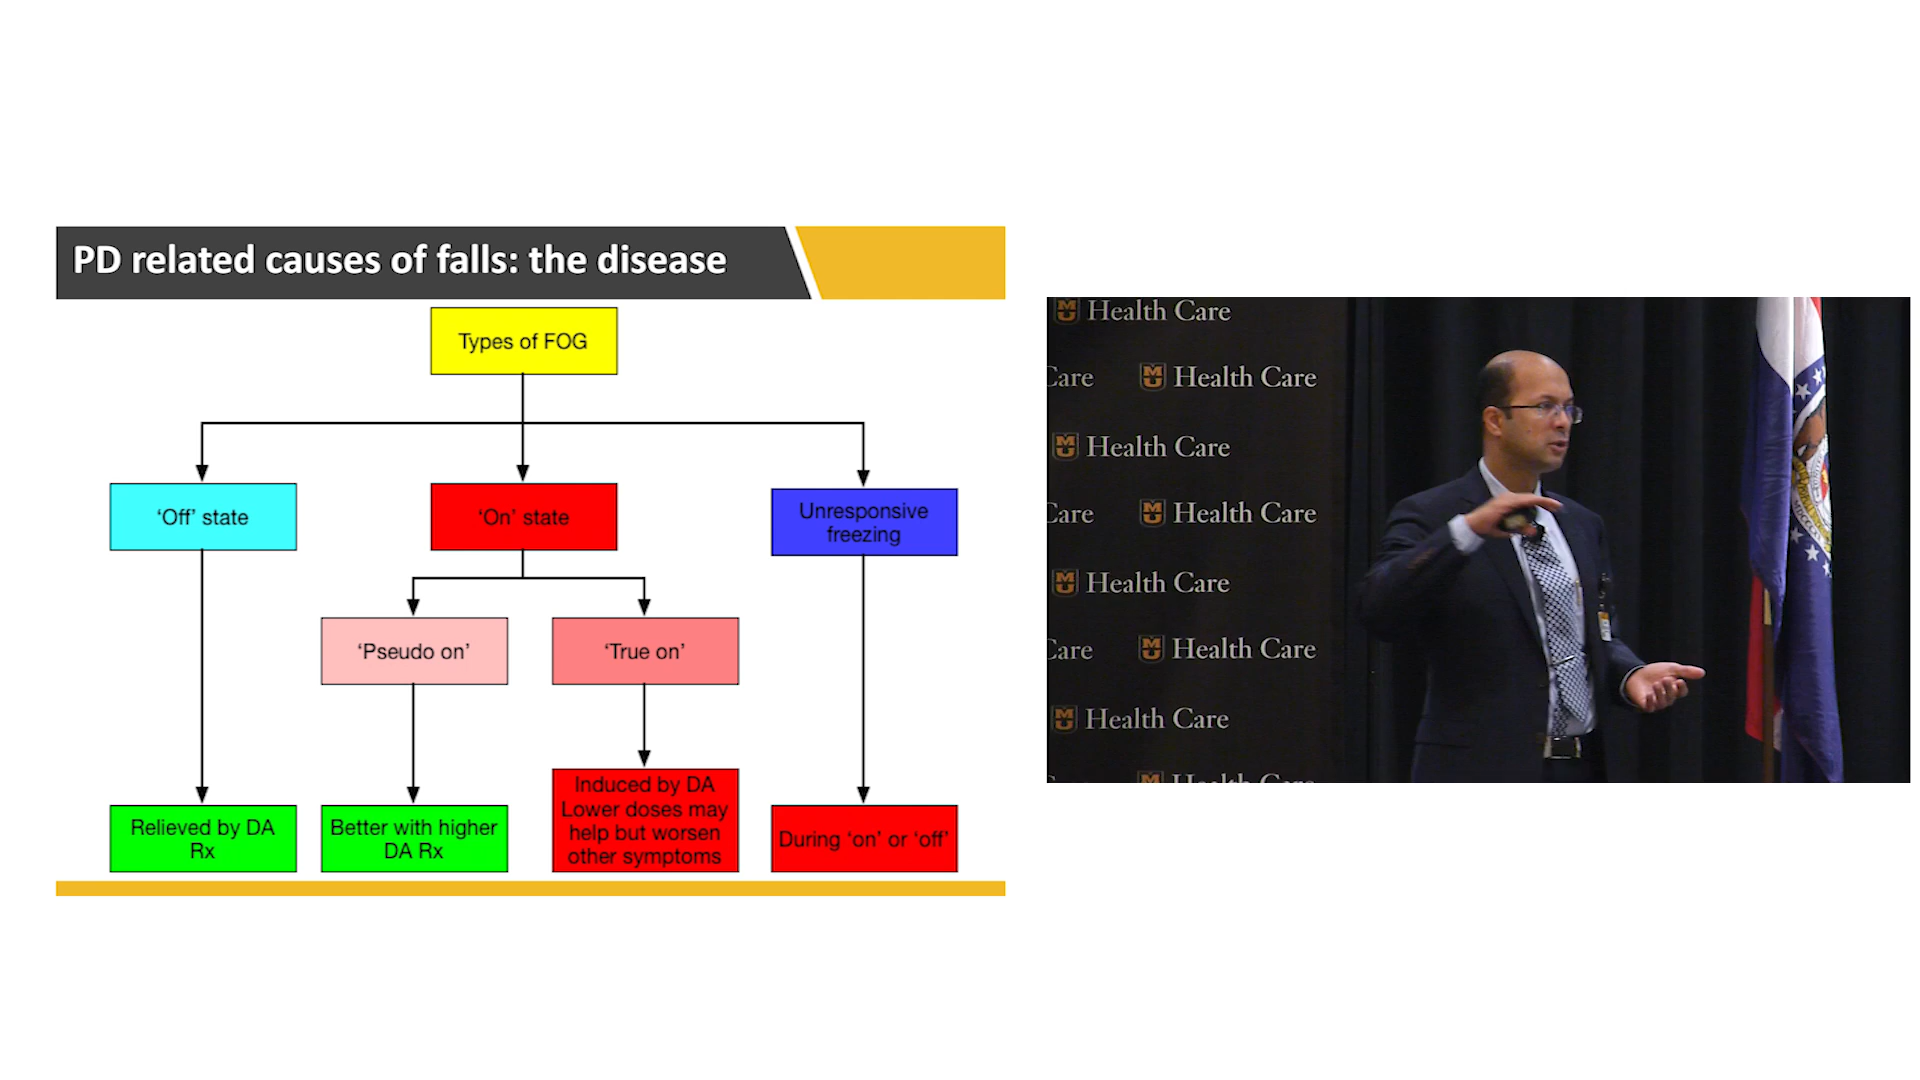 PD related causes of falls: the disease
Types of FOG
‘Off’ state
‘On’ state
Unresponsive
freezing
‘Pseudo on’
‘True on’
Relieved by DA
Rx
Better with higher
DA Rx
Induced by DA
Lower doses may
help but worsen
other symptoms
During ‘on’ or ‘off’
Health Care
Care
Health Care
Health Care
Care
Health Care
Health Care
Care
Health Care
Health Care
Health Care